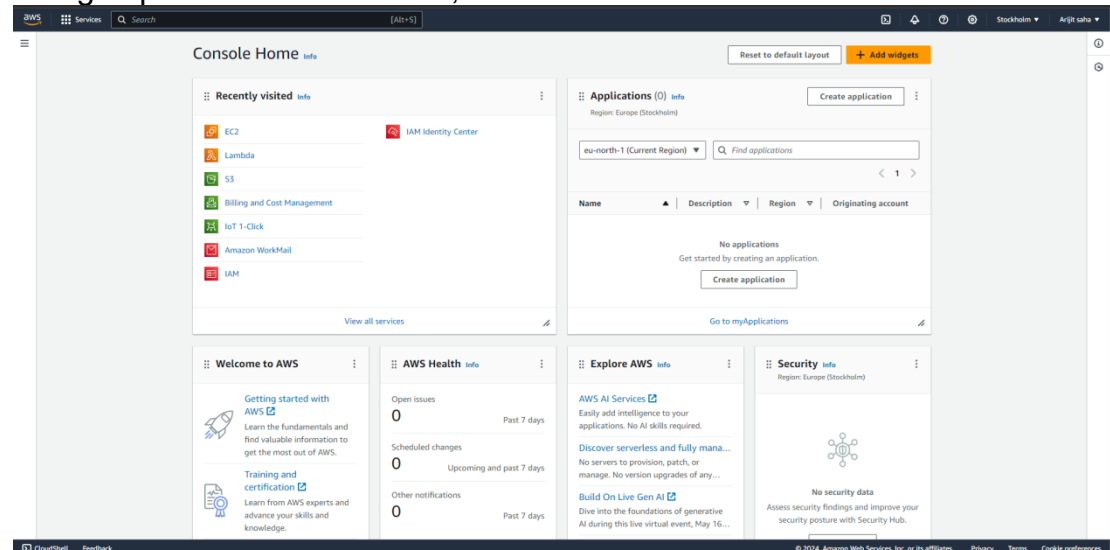 aws Services Search [Alt+S] Stockholm ▼ Arijit saha ▼
Console Home Info
Reset to default layout
+ Add widgets
Recently visited Info
EC2
Lambda
S3
Billing and Cost Management
IoT 1-Click
Amazon WorkMail
IAM
IAM Identity Center
View all services
Applications (0) Info
Region: Europe (Stockholm)
Create application
eu-north-1 (Current Region) ▼
Find applications
< 1 >
Name Description Region Originating account
No applications
Get started by creating an application.
Create application
Go to myApplications
Welcome to AWS
Getting started with
AWS
Learn the fundamentals and
find valuable information to
get the most out of AWS.
Training and
certification
Learn from AWS experts and
advance your skills and
knowledge.
AWS Health Info
Open issues
0 Past 7 days
Scheduled changes
0 Upcoming and past 7 days
Other notifications
0 Past 7 days
Explore AWS Info
AWS AI Services
Easily add intelligence to your
applications. No AI skills required.
Discover serverless and fully mana...
No servers to provision, patch, or
manage. No version upgrades of any...
Build On Live Gen AI
Dive into the foundations of generative
AI during this live virtual event, May 16...
Security Info
Region: Europe (Stockholm)
No security data
Assess security findings and improve your
security posture with Security Hub.
CloudShell Feedback © 2024, Amazon Web Services, Inc. or its affiliates. Privacy Terms Cookie preferences